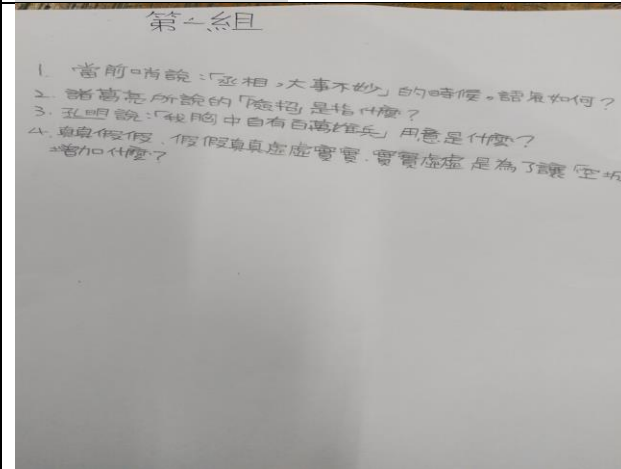 第一組
1. 當前哨說：「丞相，大事不妙」的時候。語氣如何？
2. 諸葛亮所說的「險招」是指什麼？
3. 孔明說：「我腦中自有百萬雄兵」用意是什麼？
4. 真真假假、假假真真虛虛實實、實實虛虛是為了讓「空城
增加什麼？